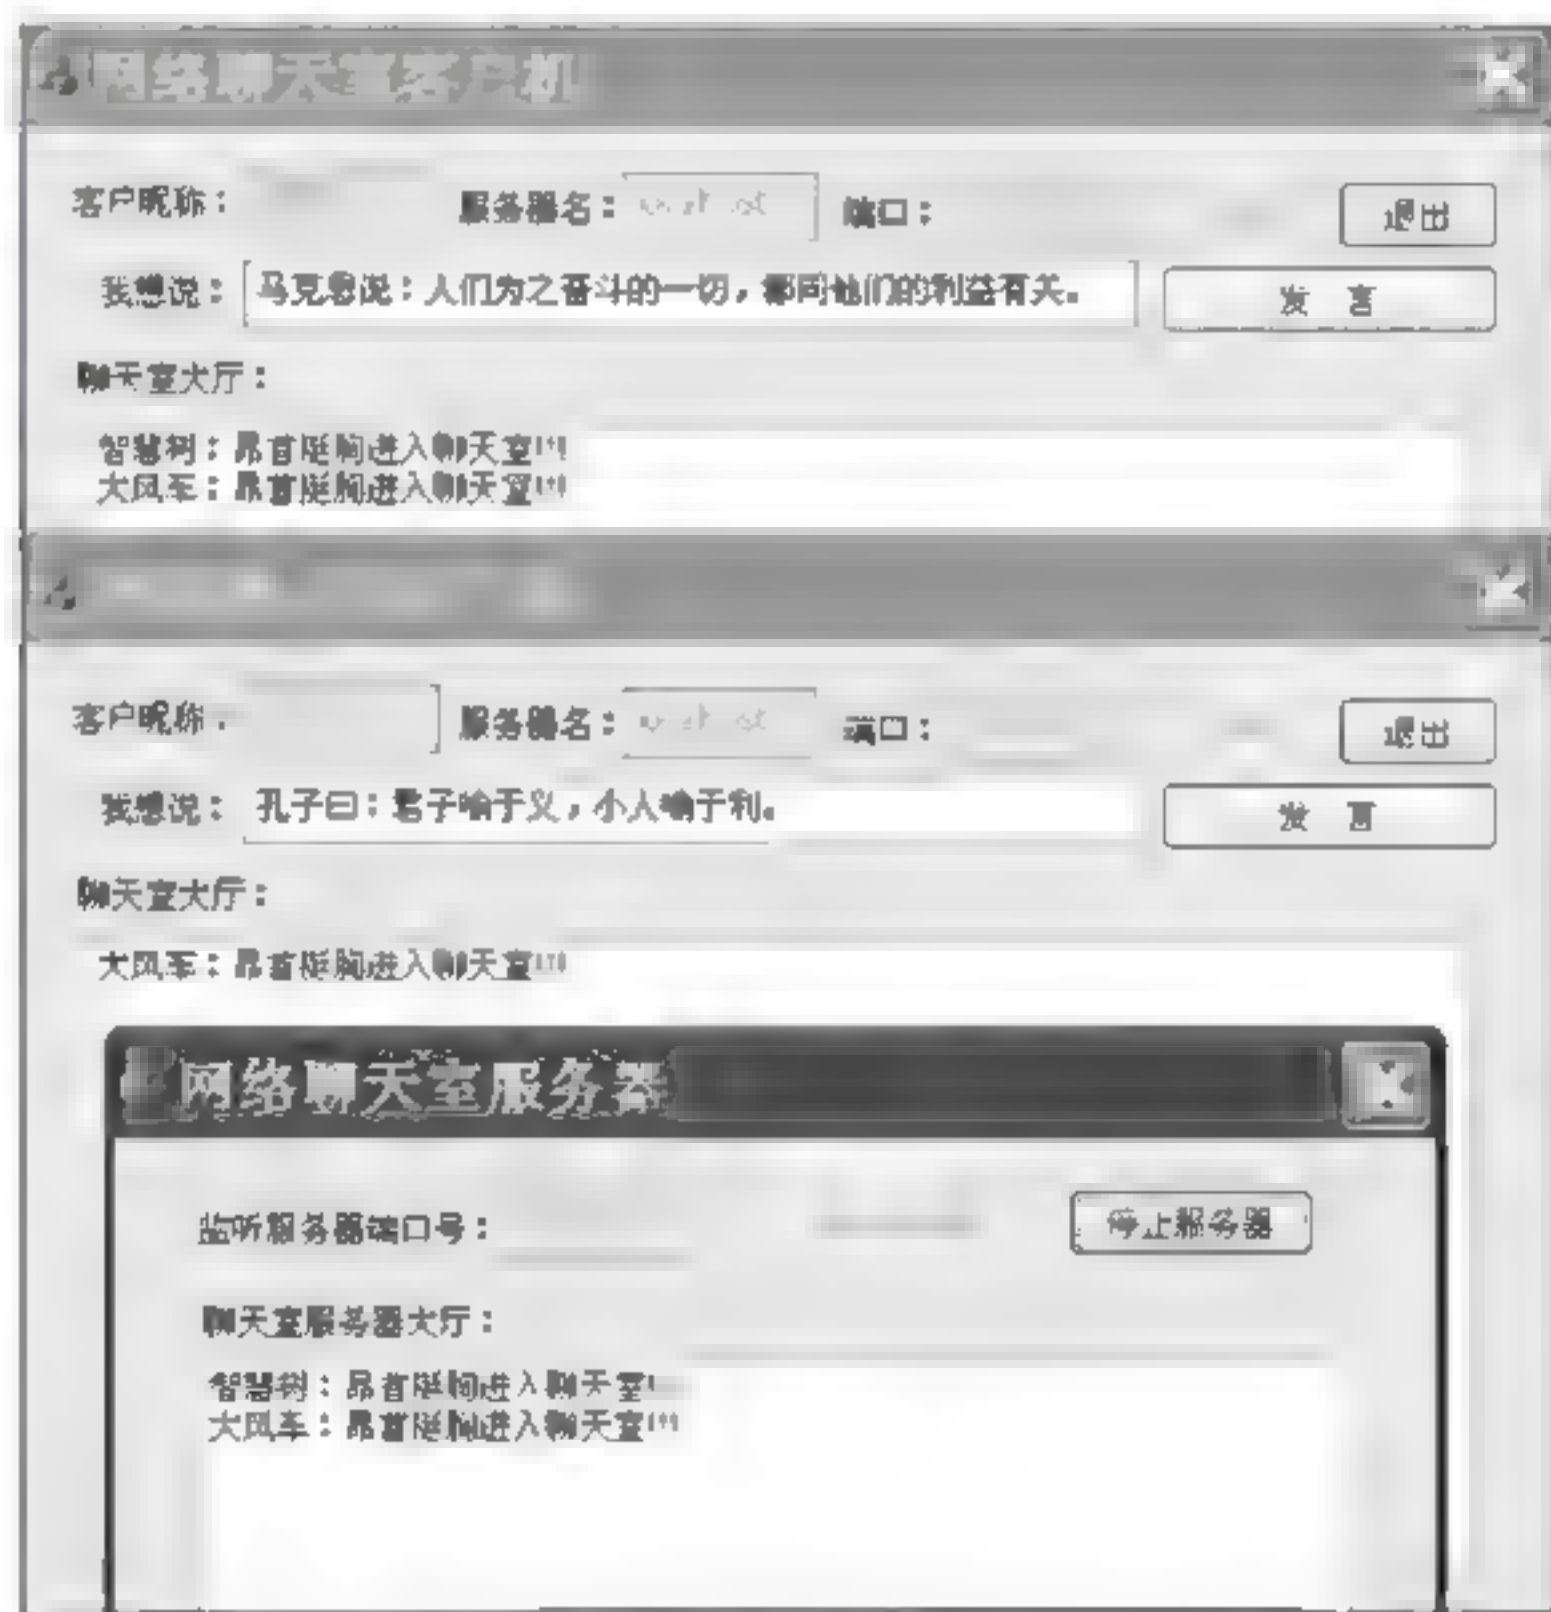 网络聊天室客户机
客户昵称： 服务器名： 端口： 退出
我想说： 马克思说：人们为之奋斗的一切，都同他们的利益有关。 发 言
聊天室大厅：
智慧树：昂首挺胸进入聊天室!!!
大风车：昂首挺胸进入聊天室!!!
客户昵称： 服务器名： 端口： 退出
我想说： 孔子曰：君子喻于义，小人喻于利。 发 言
聊天室大厅：
大风车：昂首挺胸进入聊天室!!!
网络聊天室服务器
监听服务器端口号： 停止服务器
聊天室服务器大厅：
智慧树：昂首挺胸进入聊天室!
大风车：昂首挺胸进入聊天室!!!